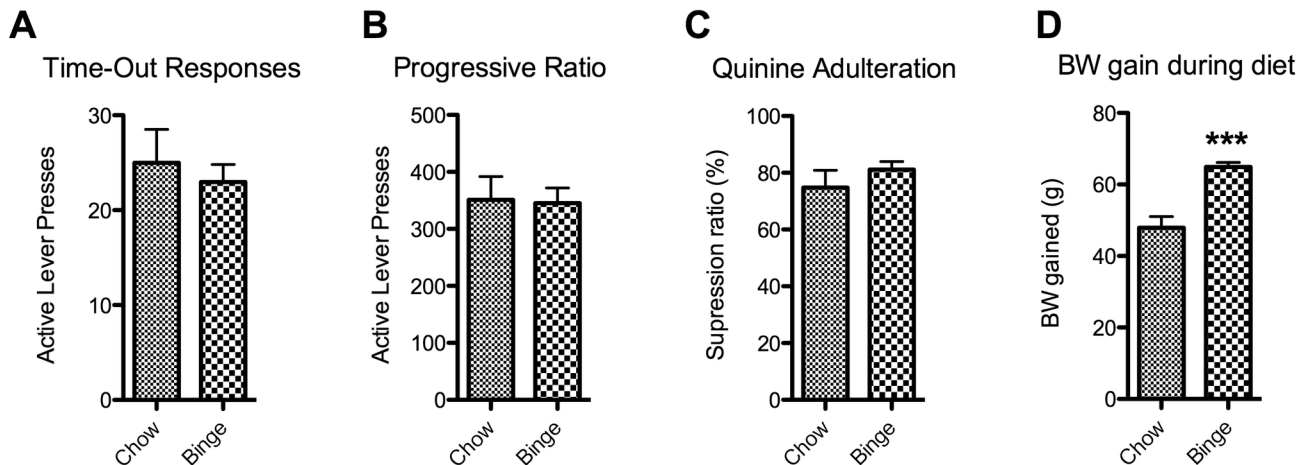 A
Time-Out Responses
Active Lever Presses
30
20
10
0
Chow
Binge
B
Progressive Ratio
Active Lever Presses
500
400
300
200
100
0
Chow
Binge
C
Quinine Adulteration
Supression ratio (%)
100
80
60
40
20
0
Chow
Binge
D
BW gain during diet
BW gained (g)
80
60
40
20
0
***
Chow
Binge